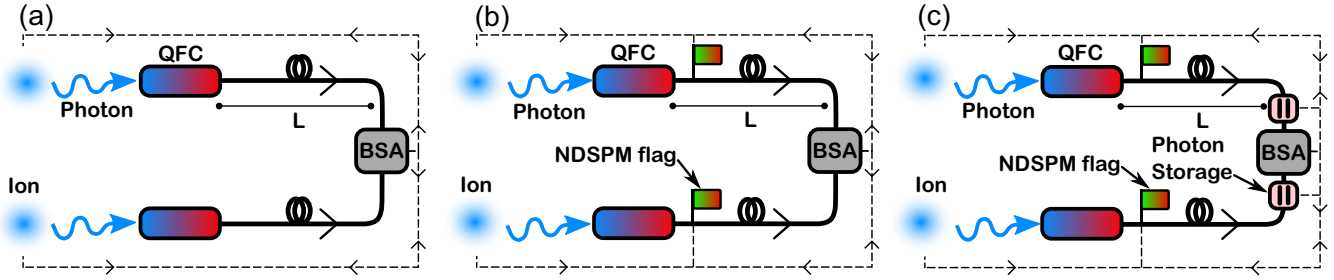 (a)
QFC
Photon
L
BSA
Ion
(b)
QFC
Photon
L
NDSPM flag
BSA
Ion
(c)
QFC
Photon
L
Photon
Storage
NDSPM flag
BSA
Ion